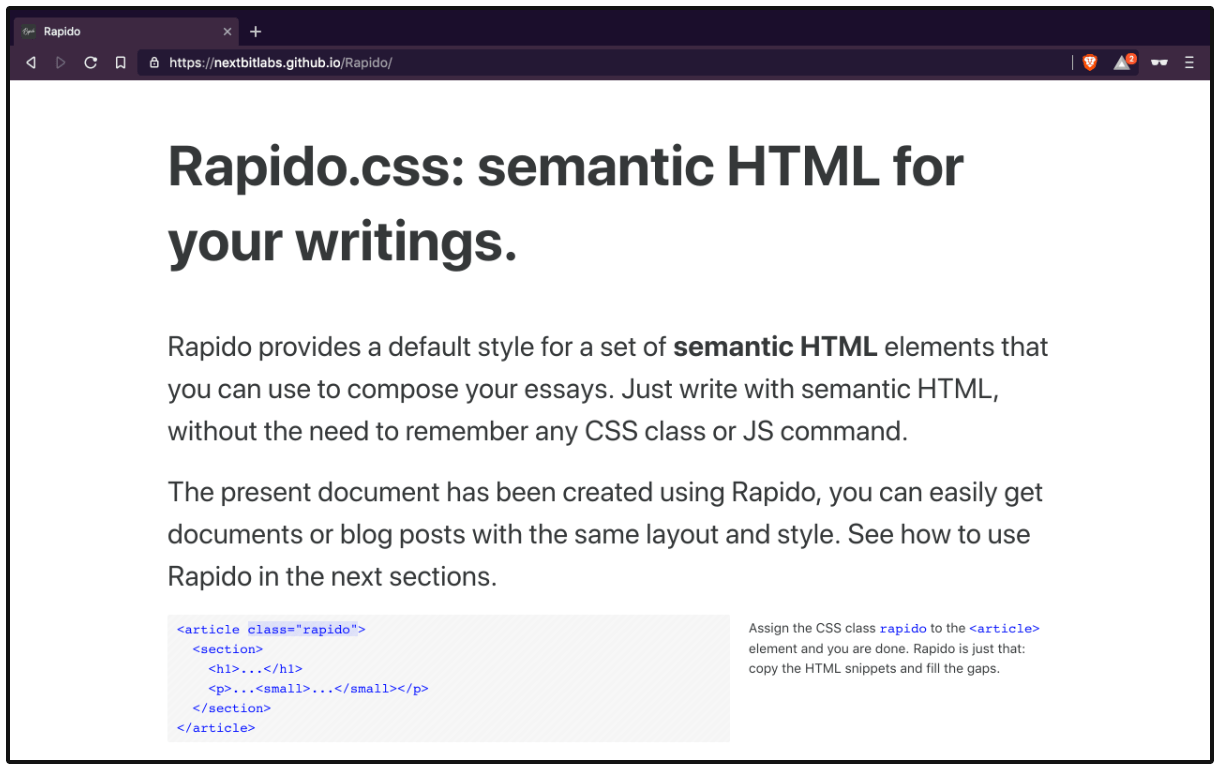 Rapido
https://nextbitlabs.github.io/Rapido/
2
Rapido.css: semantic HTML for
your writings.
Rapido provides a default style for a set of semantic HTML elements that
you can use to compose your essays. Just write with semantic HTML,
without the need to remember any CSS class or JS command.
The present document has been created using Rapido, you can easily get
documents or blog posts with the same layout and style. See how to use
Rapido in the next sections.
<article class="rapido">
  <section>
    <h1>...</h1>
    <p>...<small>...</small></p>
  </section>
</article>
Assign the CSS class rapido to the <article>
element and you are done. Rapido is just that:
copy the HTML snippets and fill the gaps.